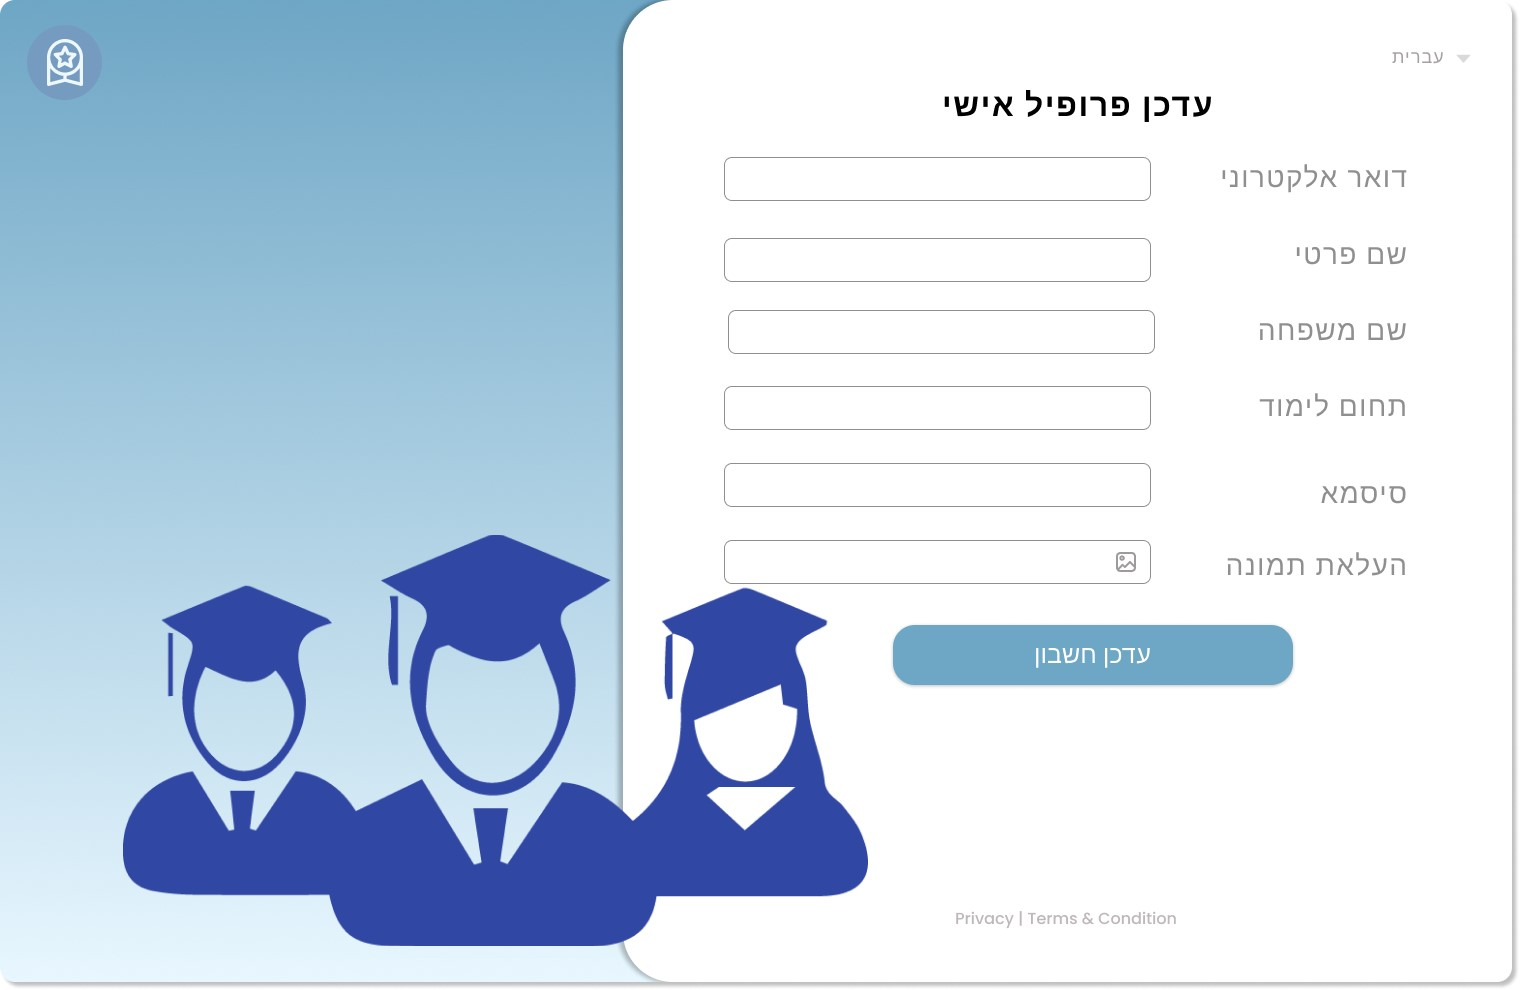 עברית
עדכן פרופיל אישי
דואר אלקטרוני
שם פרטי
שם משפחה
תחום לימוד
סיסמא
העלאת תמונה
עדכן חשבון
Privacy | Terms & Condition